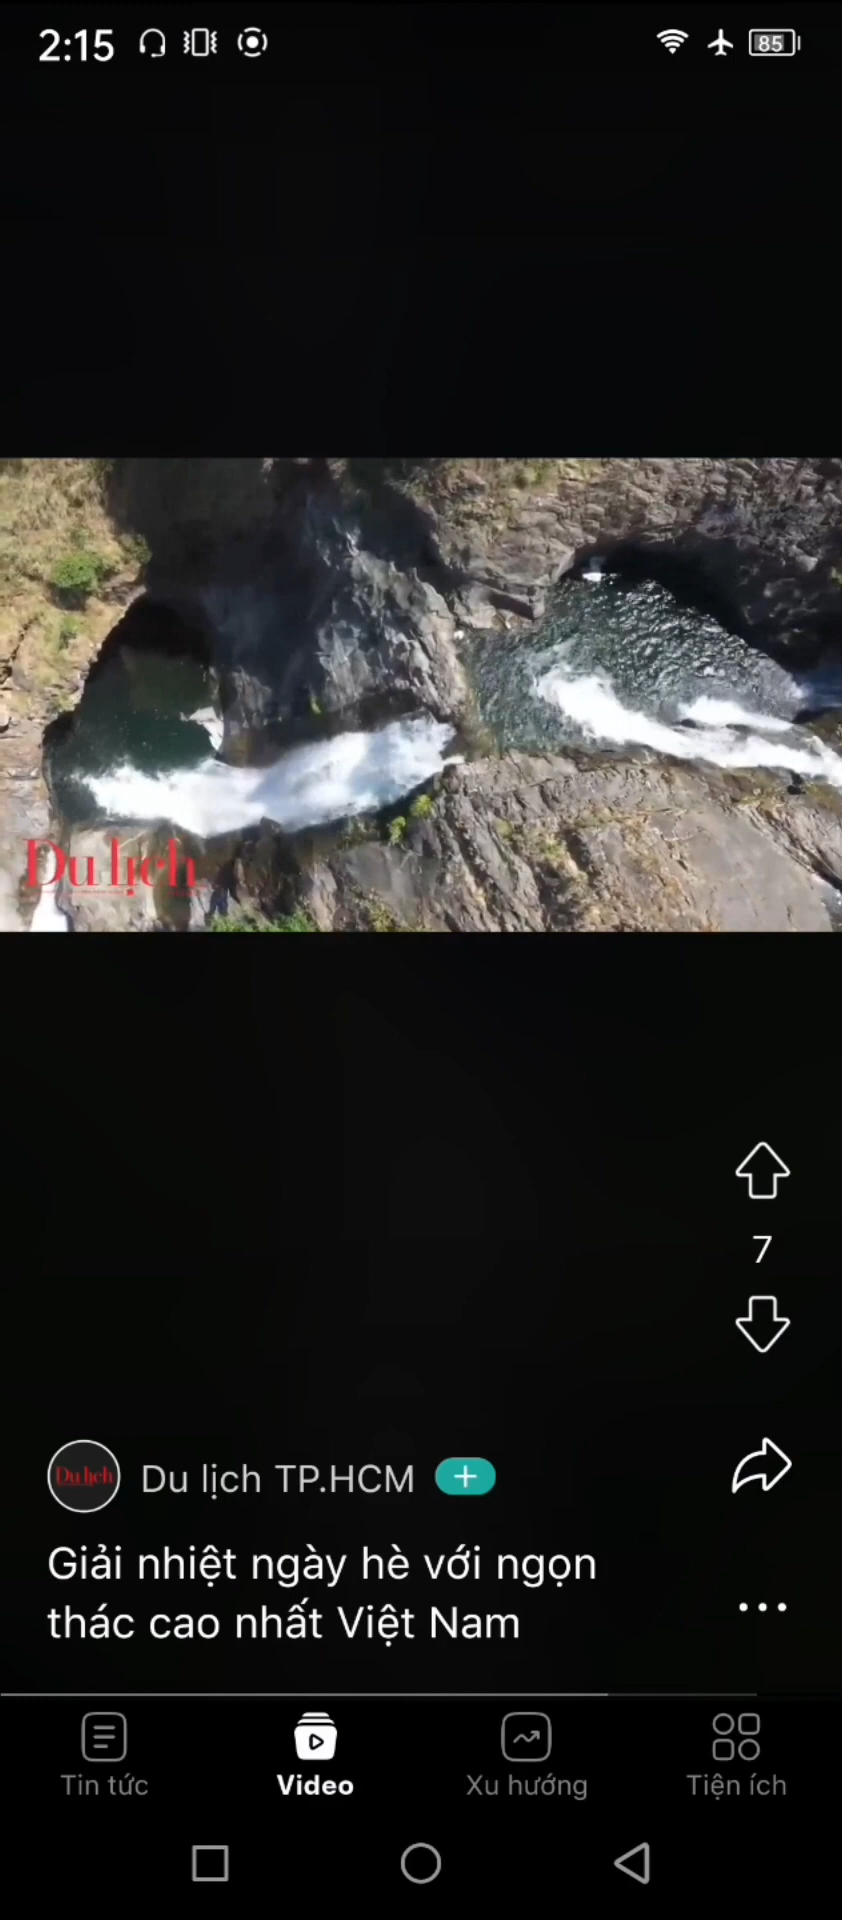 2:15
85
Du lịch
7
Du lịch
Du lịch TP.HCM
Giải nhiệt ngày hè với ngọn
thác cao nhất Việt Nam
Tin tức
Video
Xu hướng
Tiện ích